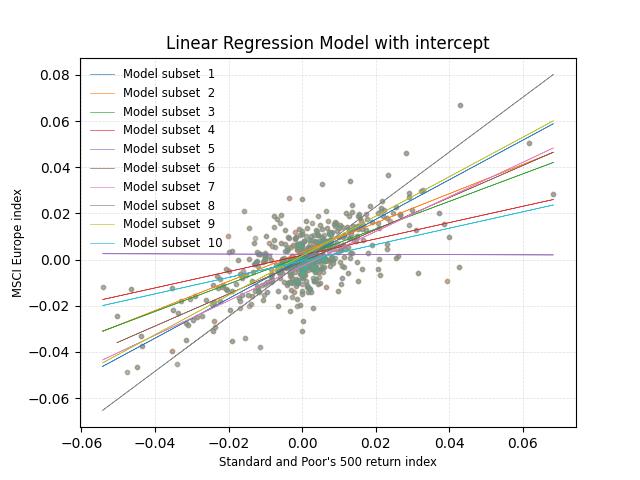 Linear Regression Model with intercept
MSCI Europe index
0.08
0.06
0.04
0.02
0.00
−0.02
−0.04
−0.06
Model subset 1
Model subset 2
Model subset 3
Model subset 4
Model subset 5
Model subset 6
Model subset 7
Model subset 8
Model subset 9
Model subset 10
−0.06 −0.04 −0.02 0.00 0.02 0.04 0.06
Standard and Poor's 500 return index